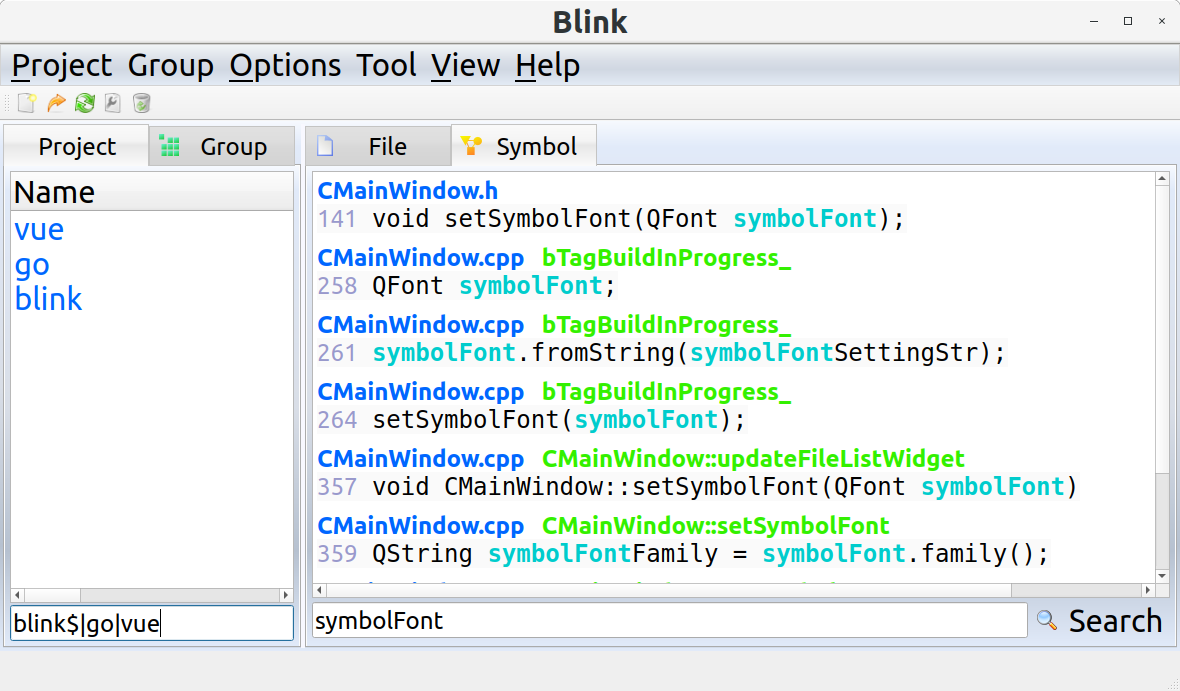 Blink
Project Group Options Tool View Help
Project Group
File Symbol
Name
vue
go
blink
blink$|go|vue
CMainWindow.h
141 void setSymbolFont(QFont symbolFont);
CMainWindow.cpp bTagBuildInProgress_
258 QFont symbolFont;
CMainWindow.cpp bTagBuildInProgress_
261 symbolFont.fromString(symbolFontSettingStr);
CMainWindow.cpp bTagBuildInProgress_
264 setSymbolFont(symbolFont);
CMainWindow.cpp CMainWindow::updateFileListWidget
357 void CMainWindow::setSymbolFont(QFont symbolFont)
CMainWindow.cpp CMainWindow::setSymbolFont
359 QString symbolFontFamily = symbolFont.family();
symbolFont
Search